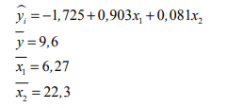 ŷᵢ = -1,725+0,903x₁+0,081x₂
y̅ = 9,6
x̅₁ = 6,27
x̅₂ = 22,3